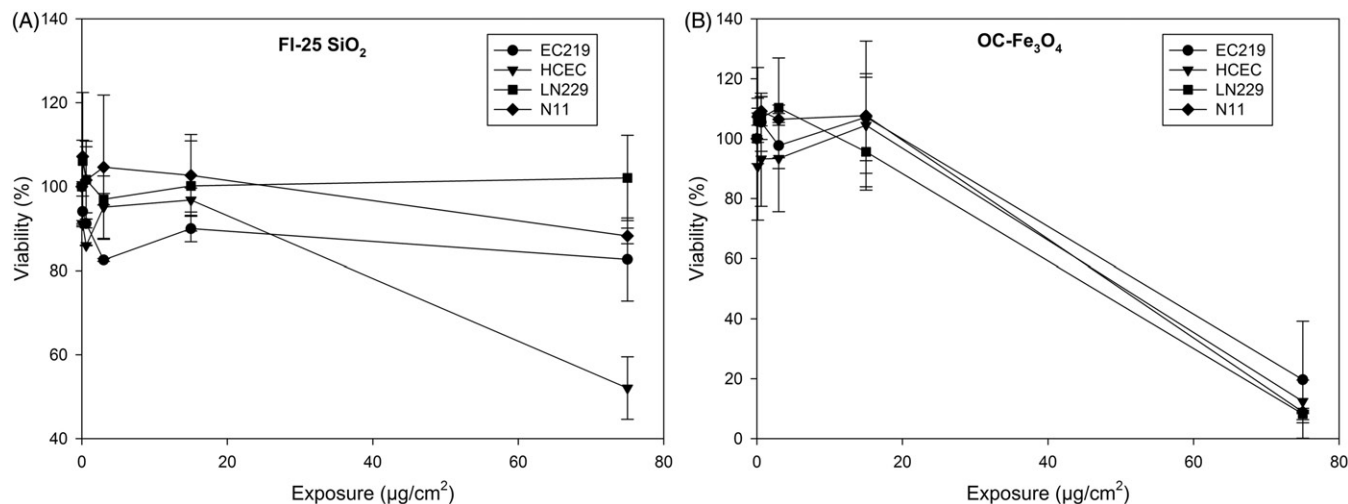 (A)
FI-25 SiO₂
EC219
HCEC
LN229
N11
Viability (%)
140
120
100
80
60
40
0 20 40 60 80
Exposure (µg/cm²)
(B)
OC-Fe₃O₄
EC219
HCEC
LN229
N11
Viability (%)
140
120
100
80
60
40
20
0
0 20 40 60 80
Exposure (µg/cm²)